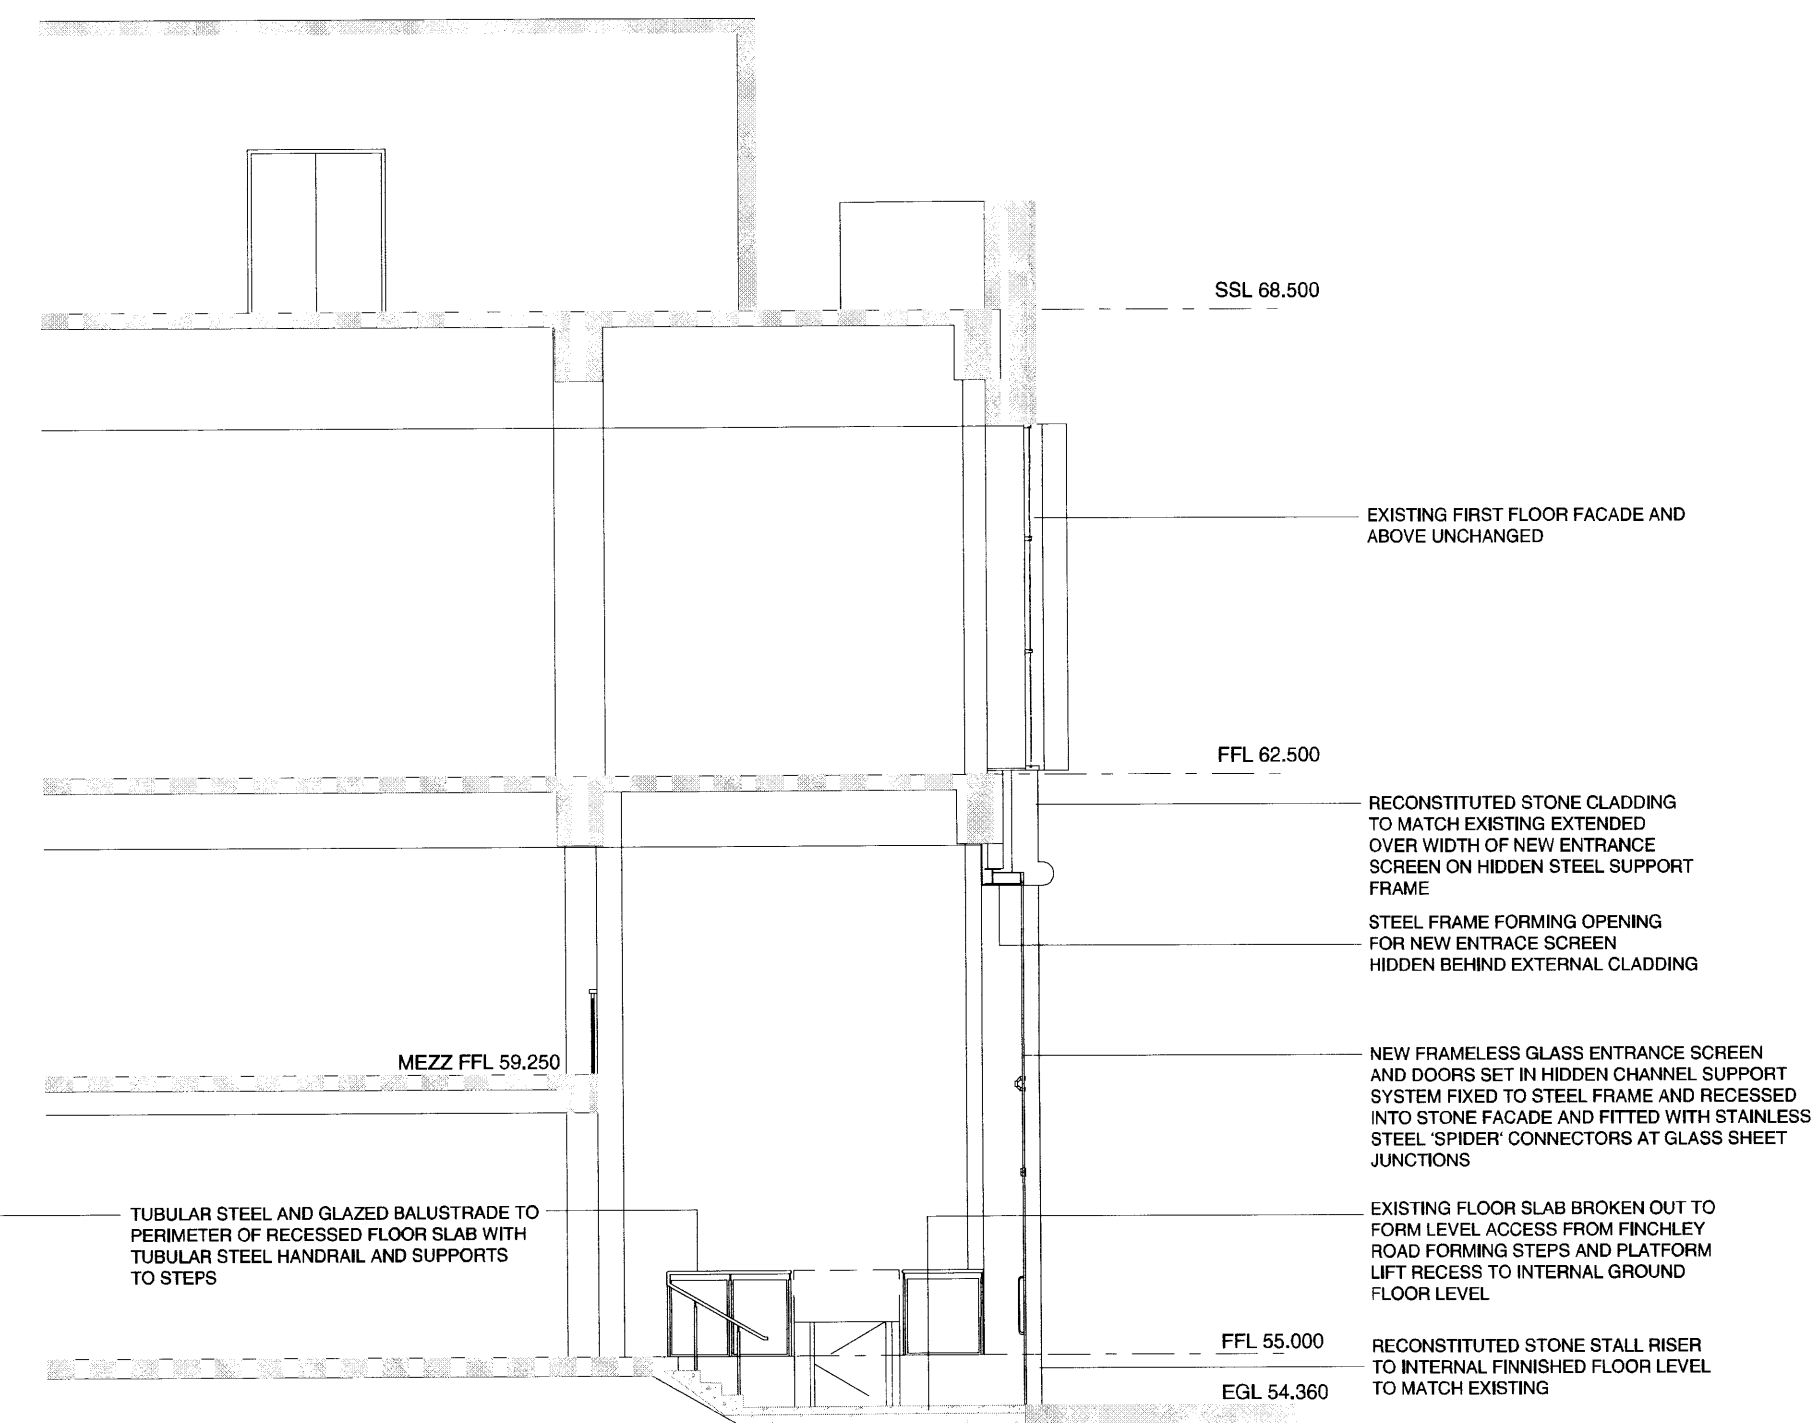 SSL 68.500
EXISTING FIRST FLOOR FACADE AND
ABOVE UNCHANGED
FFL 62.500
RECONSTITUTED STONE CLADDING
TO MATCH EXISTING EXTENDED
OVER WIDTH OF NEW ENTRANCE
SCREEN ON HIDDEN STEEL SUPPORT
FRAME
STEEL FRAME FORMING OPENING
FOR NEW ENTRACE SCREEN
HIDDEN BEHIND EXTERNAL CLADDING
MEZZ FFL 59.250
NEW FRAMELESS GLASS ENTRANCE SCREEN
AND DOORS SET IN HIDDEN CHANNEL SUPPORT
SYSTEM FIXED TO STEEL FRAME AND RECESSED
INTO STONE FACADE AND FITTED WITH STAINLESS
STEEL 'SPIDER' CONNECTORS AT GLASS SHEET
JUNCTIONS
TUBULAR STEEL AND GLAZED BALUSTRADE TO
PERIMETER OF RECESSED FLOOR SLAB WITH
TUBULAR STEEL HANDRAIL AND SUPPORTS
TO STEPS
EXISTING FLOOR SLAB BROKEN OUT TO
FORM LEVEL ACCESS FROM FINCHLEY
ROAD FORMING STEPS AND PLATFORM
LIFT RECESS TO INTERNAL GROUND
FLOOR LEVEL
FFL 55.000
RECONSTITUTED STONE STALL RISER
TO INTERNAL FINNISHED FLOOR LEVEL
TO MATCH EXISTING
EGL 54.360